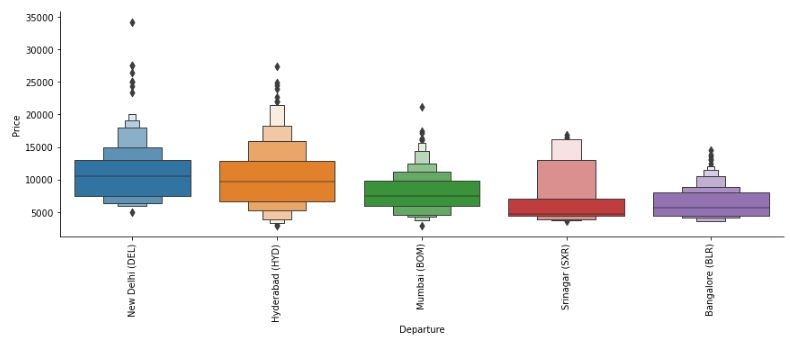 35000
30000
25000
20000
15000
10000
5000
Price
New Delhi (DEL)
Hyderabad (HYD)
Mumbai (BOM)
Srinagar (SXR)
Bangalore (BLR)
Departure